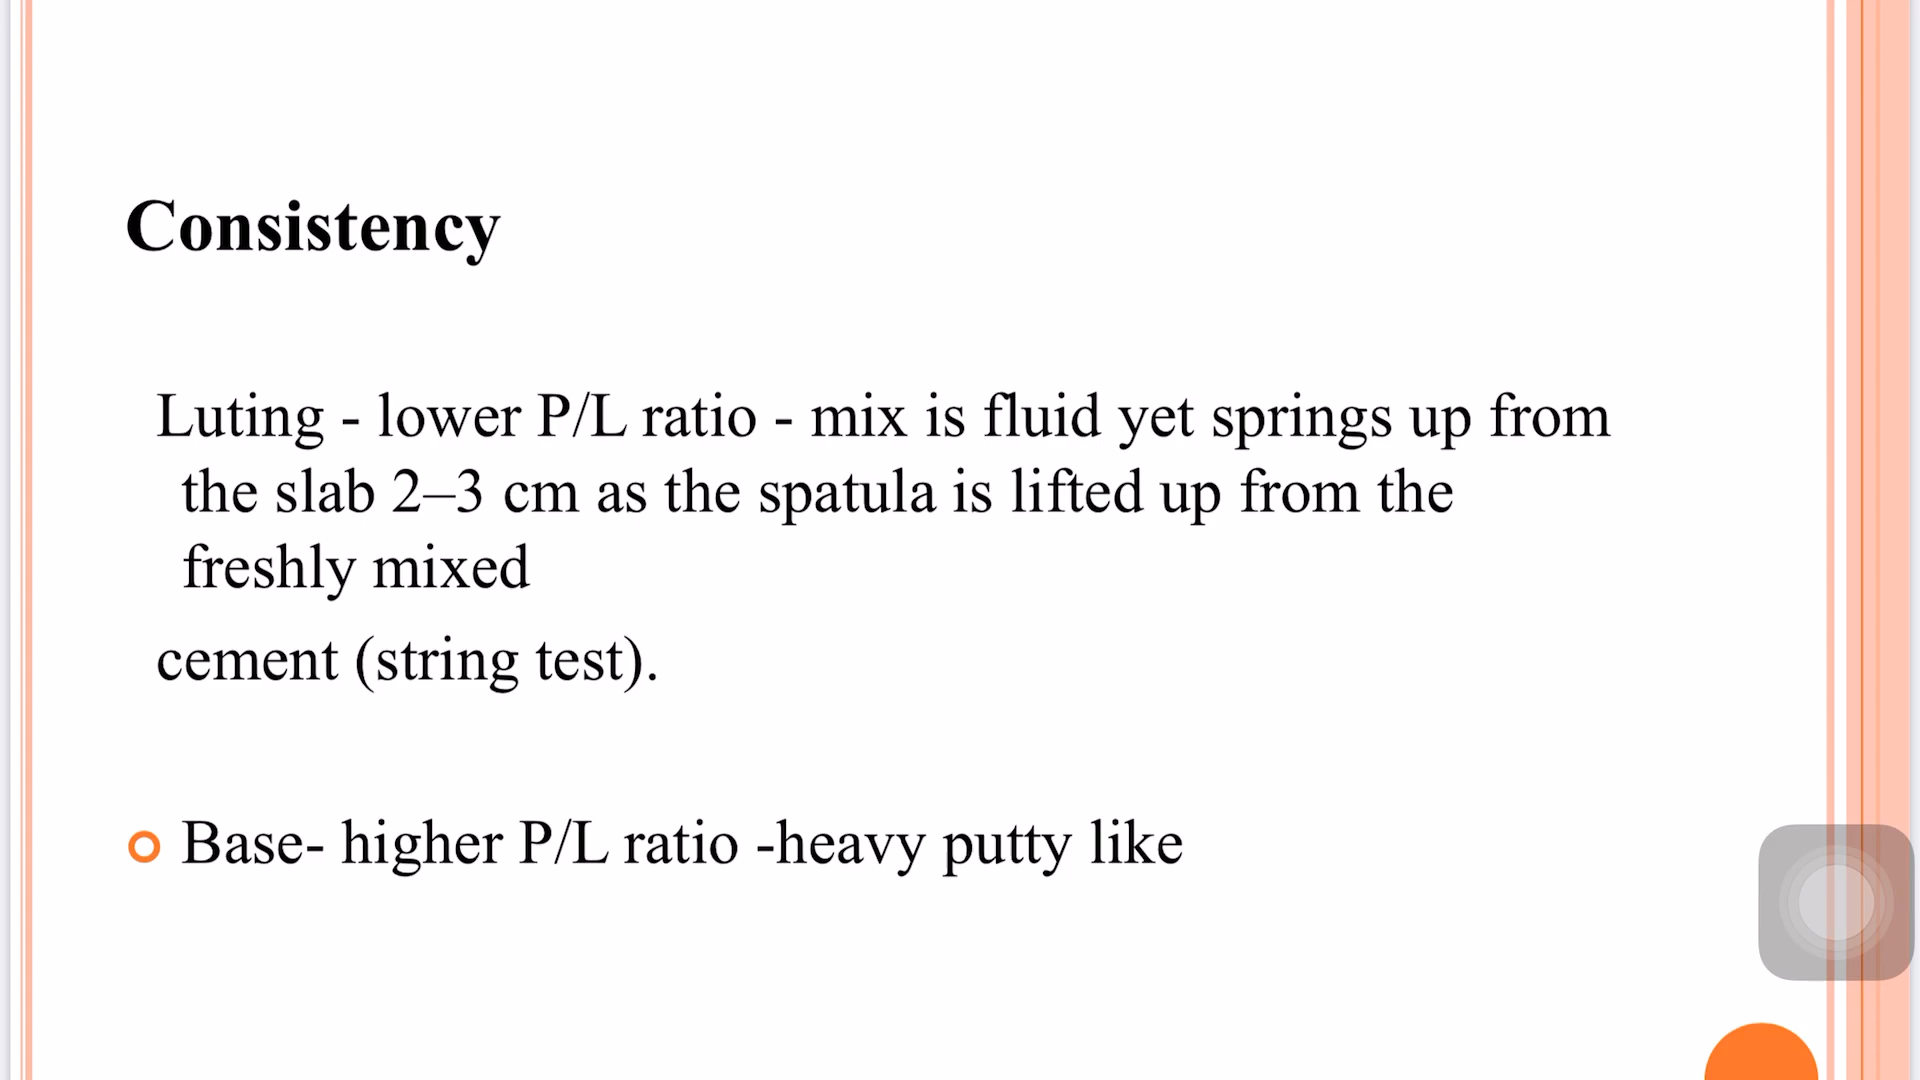 Consistency
Luting - lower P/L ratio - mix is fluid yet springs up from
the slab 2–3 cm as the spatula is lifted up from the
freshly mixed
cement (string test).
Base- higher P/L ratio -heavy putty like